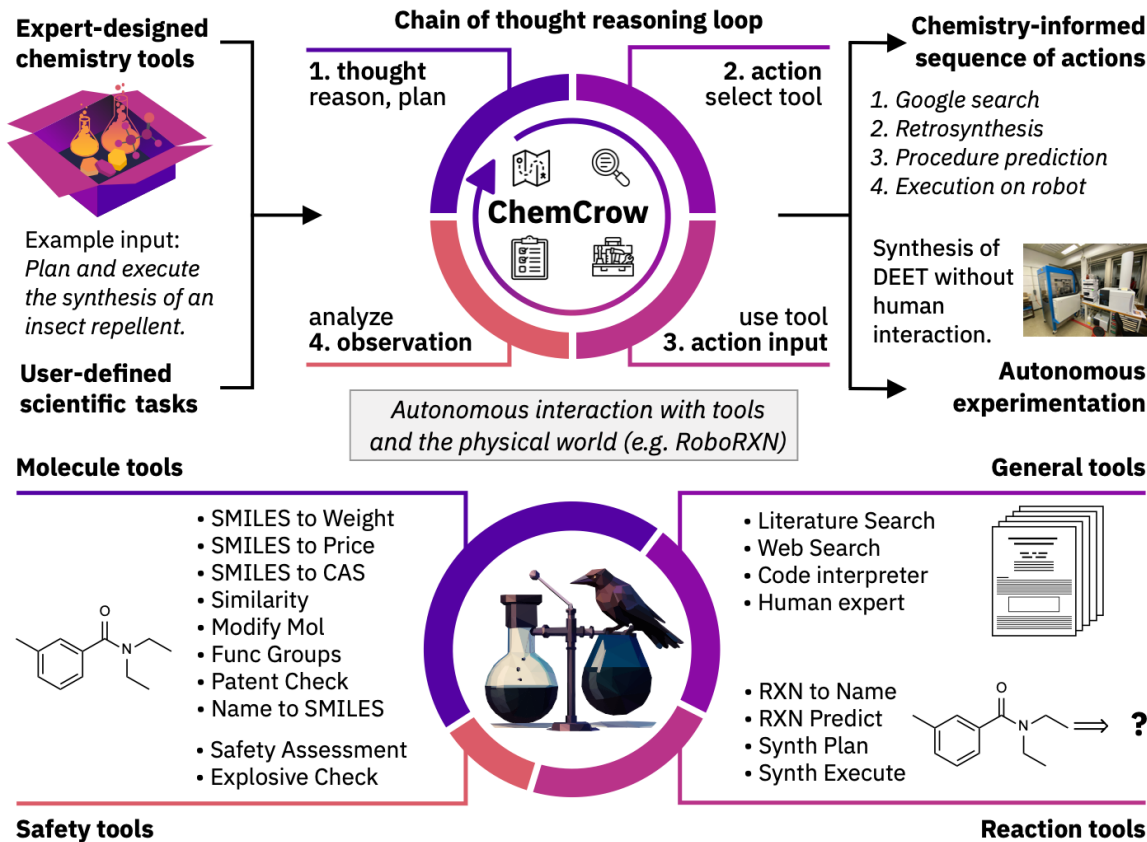 Expert-designed
chemistry tools
Example input:
Plan and execute
the synthesis of an
insect repellent.
User-defined
scientific tasks
Chain of thought reasoning loop
1. thought
reason, plan
2. action
select tool
ChemCrow
analyze
4. observation
use tool
3. action input
Autonomous interaction with tools
and the physical world (e.g. RoboRXN)
Chemistry-informed
sequence of actions
1. Google search
2. Retrosynthesis
3. Procedure prediction
4. Execution on robot
Synthesis of
DEET without
human
interaction.
Autonomous
experimentation
Molecule tools
• SMILES to Weight
• SMILES to Price
• SMILES to CAS
• Similarity
• Modify Mol
• Func Groups
• Patent Check
• Name to SMILES
O
N
• Safety Assessment
• Explosive Check
Safety tools
General tools
• Literature Search
• Web Search
• Code interpreter
• Human expert
• RXN to Name
• RXN Predict
• Synth Plan
• Synth Execute
O
N
⇒ ?
Reaction tools